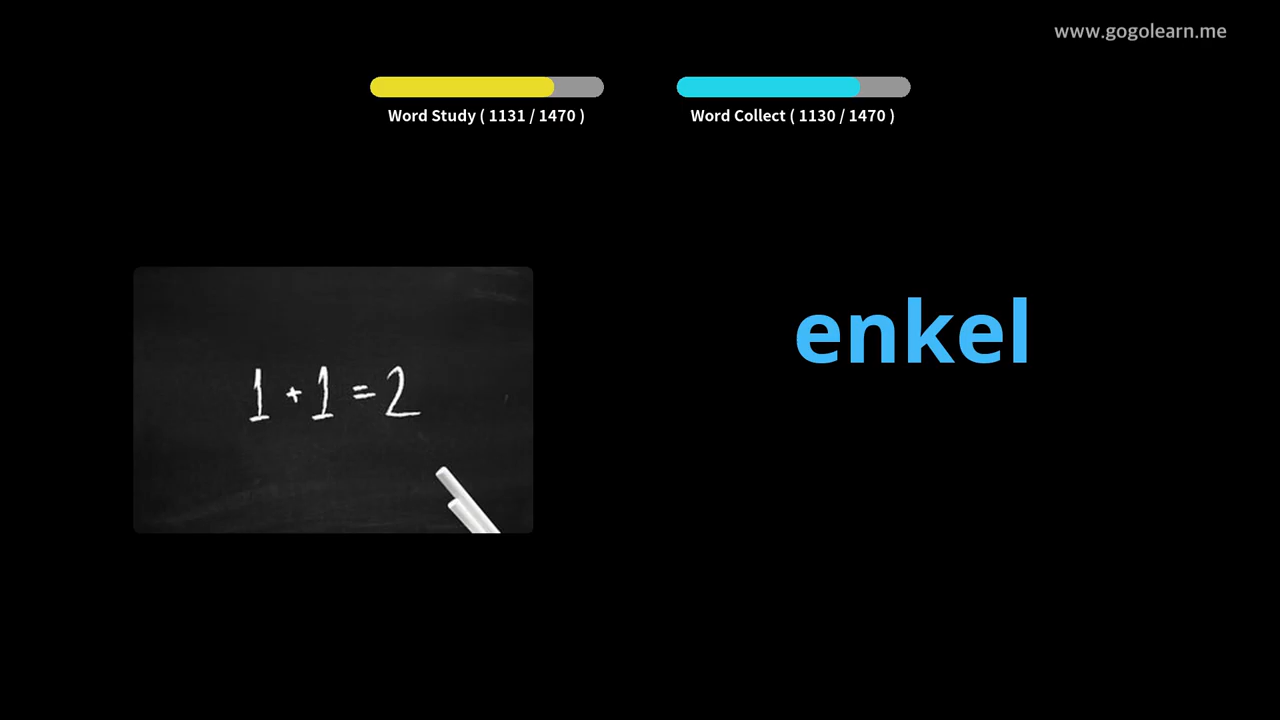 www.gogolearn.me
Word Study ( 1131 / 1470 )
Word Collect ( 1130 / 1470 )
enkel
1 + 1 = 2